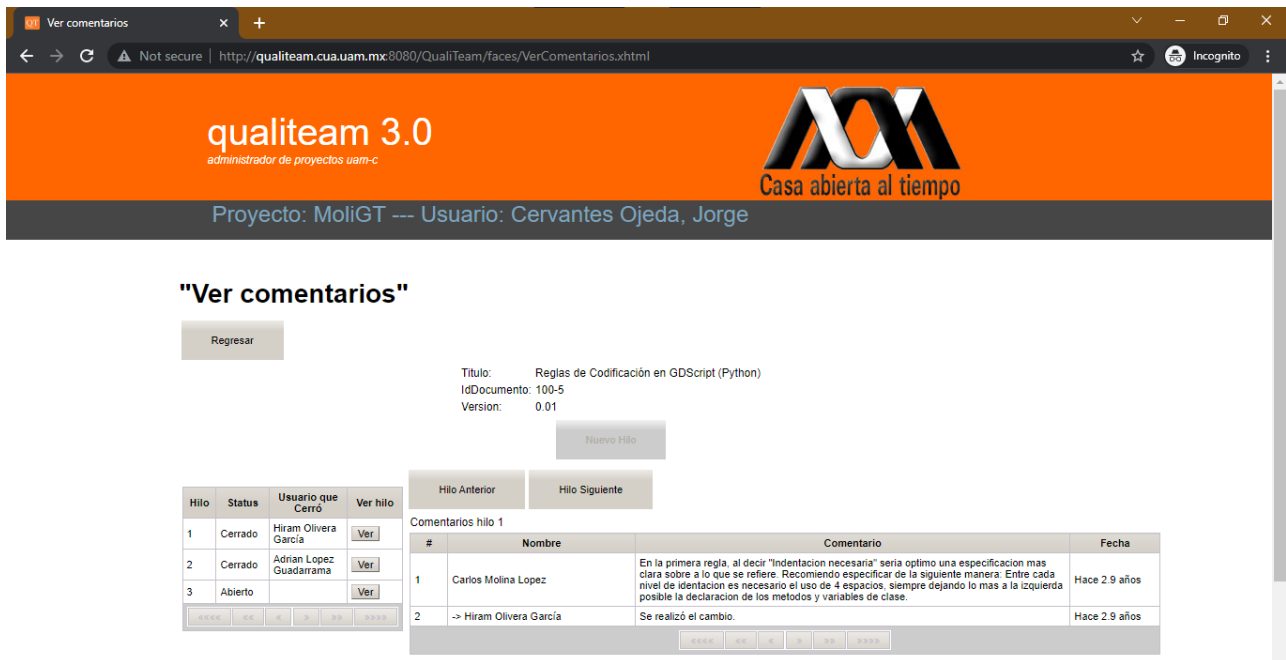 QT Ver comentarios
Not secure | http://qualiteam.cua.uam.mx:8080/QualiTeam/faces/VerComentarios.xhtml
Incognito
qualiteam 3.0
administrador de proyectos uam-c
Casa abierta al tiempo
Proyecto: MoliGT --- Usuario: Cervantes Ojeda, Jorge
"Ver comentarios"
Regresar
Titulo: Reglas de Codificación en GDScript (Python)
IdDocumento: 100-5
Version: 0.01
Nuevo Hilo
Hilo Anterior Hilo Siguiente
Hilo Status Usuario que Cerró Ver hilo
1 Cerrado Hiram Olivera García Ver
2 Cerrado Adrian Lopez Guadarrama Ver
3 Abierto Ver
<<<< << < > >> >>>>
Comentarios hilo 1
# Nombre Comentario Fecha
1 Carlos Molina Lopez
En la primera regla, al decir "Indentacion necesaria" seria optimo una especificacion mas
clara sobre a lo que se refiere. Recomiendo especificar de la siguiente manera: Entre cada
nivel de identacion es necesario el uso de 4 espacios, siempre dejando lo mas a la izquierda
posible la declaracion de los metodos y variables de clase.
Hace 2.9 años
2 -> Hiram Olivera García Se realizó el cambio. Hace 2.9 años
<<<< << < > >> >>>>